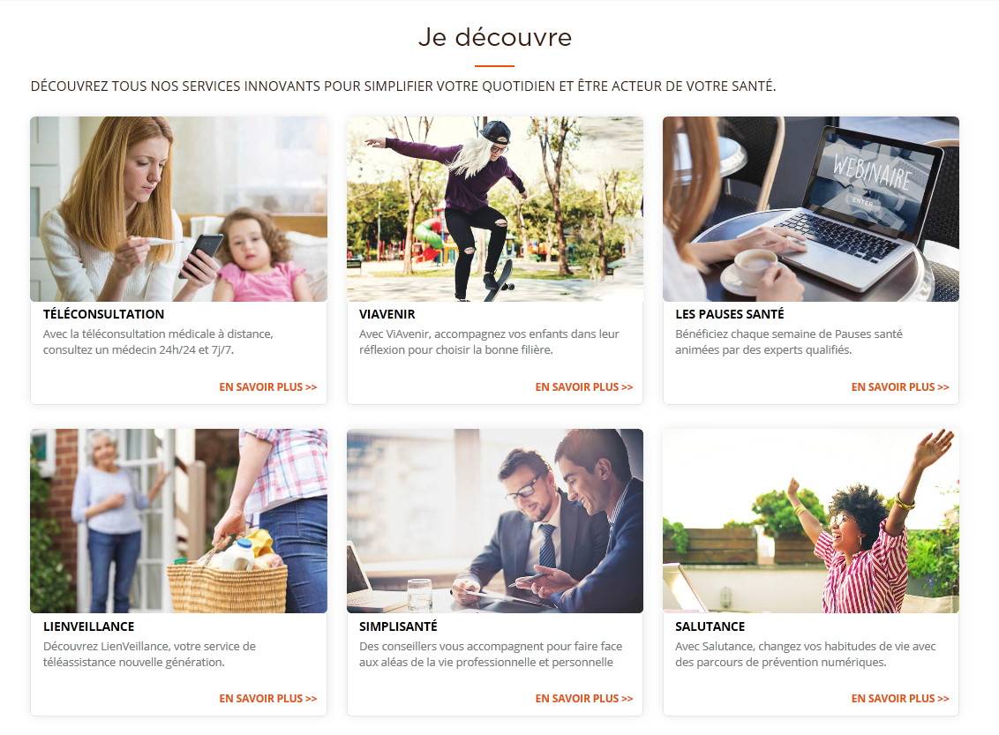 Je découvre
DÉCOUVREZ TOUS NOS SERVICES INNOVANTS POUR SIMPLIFIER VOTRE QUOTIDIEN ET ÊTRE ACTEUR DE VOTRE SANTÉ.
WEBINAIRE
ENTER
TÉLÉCONSULTATION
Avec la téléconsultation médicale à distance,
consultez un médecin 24h/24 et 7j/7.
EN SAVOIR PLUS >>
VIAVENIR
Avec ViAvenir, accompagnez vos enfants dans leur
réflexion pour choisir la bonne filière.
EN SAVOIR PLUS >>
LES PAUSES SANTÉ
Bénéficiez chaque semaine de Pauses santé
animées par des experts qualifiés.
EN SAVOIR PLUS >>
LIENVEILLANCE
Découvrez LienVeillance, votre service de
téléassistance nouvelle génération.
EN SAVOIR PLUS >>
SIMPLISANTÉ
Des conseillers vous accompagnent pour faire face
aux aléas de la vie professionnelle et personnelle
EN SAVOIR PLUS >>
SALUTANCE
Avec Salutance, changez vos habitudes de vie avec
des parcours de prévention numériques.
EN SAVOIR PLUS >>